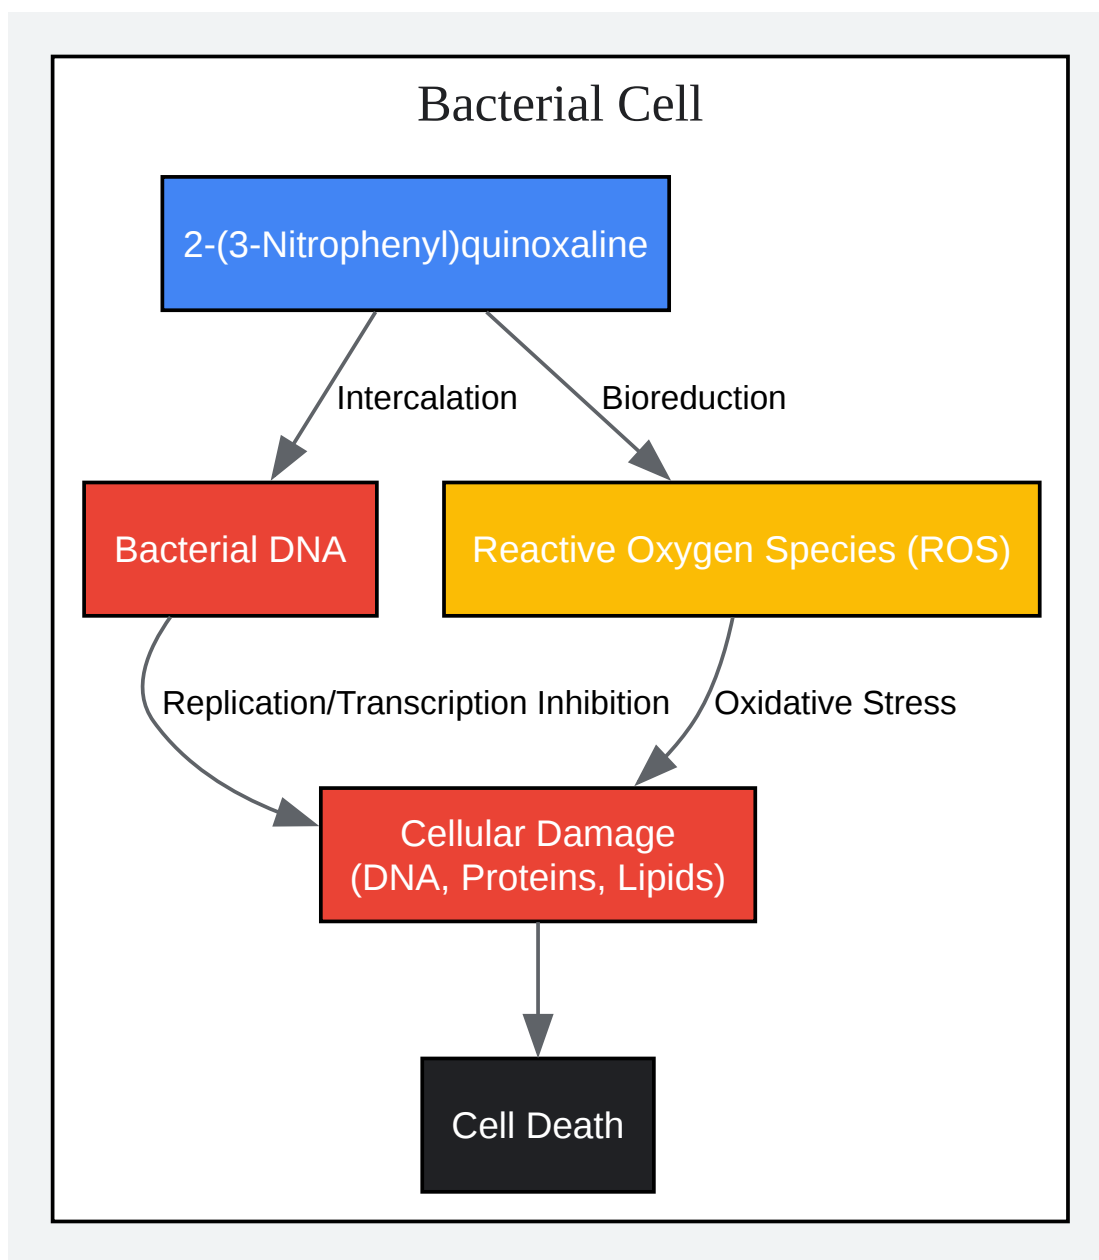 Bacterial Cell
2-(3-Nitrophenyl)quinoxaline
Intercalation
Bioreduction
Bacterial DNA
Reactive Oxygen Species (ROS)
Replication/Transcription Inhibition
Oxidative Stress
Cellular Damage
(DNA, Proteins, Lipids)
Cell Death